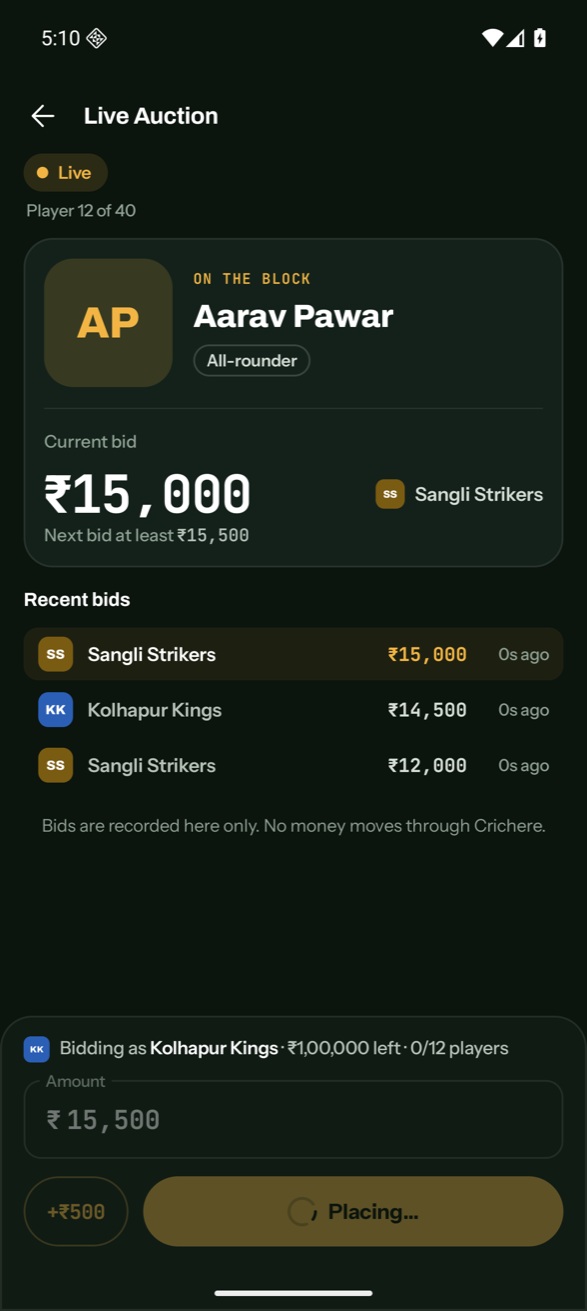 5:10
Live Auction
Live
Player 12 of 40
AP
ON THE BLOCK
Aarav Pawar
All-rounder
Current bid
₹15,000
SS Sangli Strikers
Next bid at least ₹15,500
Recent bids
SS Sangli Strikers ₹15,000 0s ago
KK Kolhapur Kings ₹14,500 0s ago
SS Sangli Strikers ₹12,000 0s ago
Bids are recorded here only. No money moves through Crichere.
KK Bidding as Kolhapur Kings · ₹1,00,000 left · 0/12 players
Amount
₹ 15,500
+₹500 Placing...